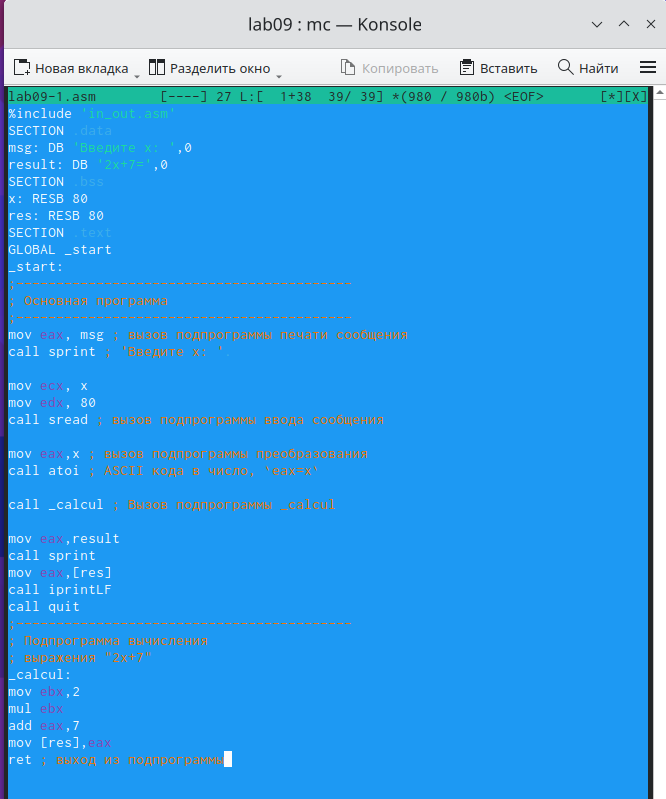 lab09 : mc — Konsole
Новая вкладка Разделить окно Копировать Вставить Найти
lab09-1.asm [----] 27 L:[ 1+38 39/ 39] *(980 / 980b) <EOF> [*][X]
%include 'in_out.asm'
SECTION .data
msg: DB 'Введите x: ',0
result: DB '2x+7=',0
SECTION .bss
x: RESB 80
res: RESB 80
SECTION .text
GLOBAL _start
_start:
;------------------------------------------
; Основная программа
;------------------------------------------
mov eax, msg ; вызов подпрограммы печати сообщения
call sprint ; 'Введите x: '.
mov ecx, x
mov edx, 80
call sread ; вызов подпрограммы ввода сообщения
mov eax,x ; вызов подпрограммы преобразования
call atoi ; ASCII кода в число, `eax=x`
call _calcul ; Вызов подпрограммы _calcul
mov eax,result
call sprint
mov eax,[res]
call iprintLF
call quit
;------------------------------------------
; Подпрограмма вычисления
; выражения "2x+7"
_calcul:
mov ebx,2
mul ebx
add eax,7
mov [res],eax
ret ; выход из подпрограммы